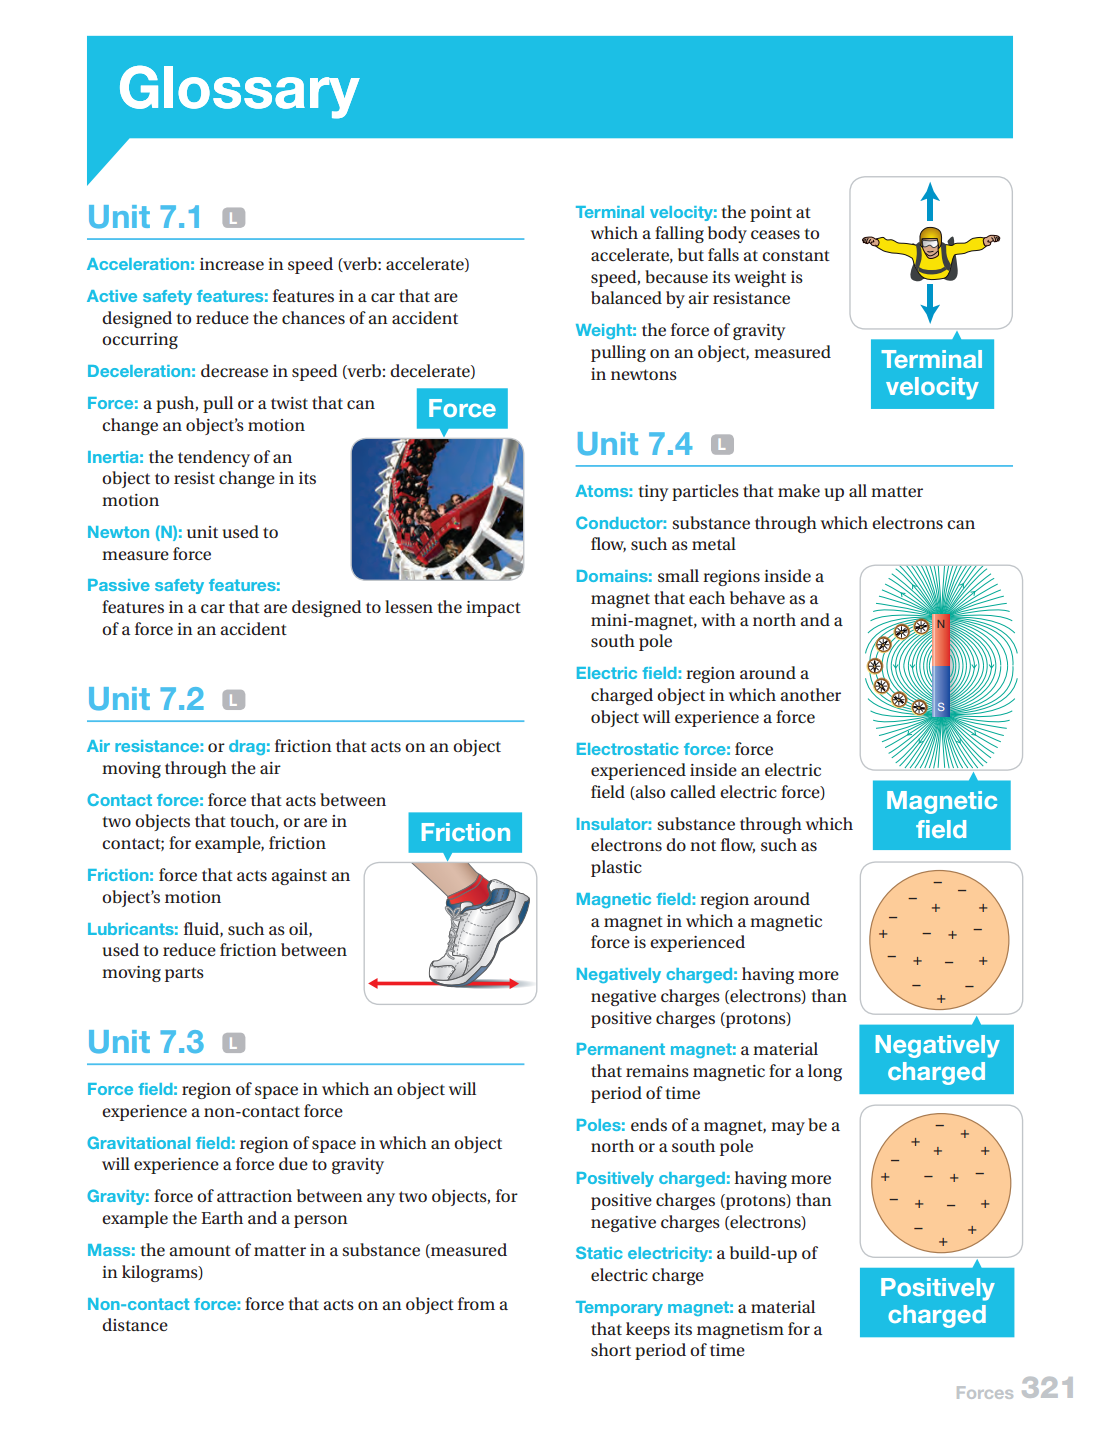 Glossary
Unit 7.1 L
Acceleration: increase in speed (verb: accelerate)
Active safety features: features in a car that are
designed to reduce the chances of an accident
occurring
Deceleration: decrease in speed (verb: decelerate)
Force: a push, pull or a twist that can
change an object's motion
Inertia: the tendency of an
object to resist change in its
motion
Newton (N): unit used to
measure force
Passive safety features:
features in a car that are designed to lessen the impact
of a force in an accident
Force
Unit 7.2 L
Air resistance: or drag: friction that acts on an object
moving through the air
Contact force: force that acts between
two objects that touch, or are in
contact; for example, friction
Friction: force that acts against an
object's motion
Lubricants: fluid, such as oil,
used to reduce friction between
moving parts
Friction
Unit 7.3 L
Force field: region of space in which an object will
experience a non-contact force
Gravitational field: region of space in which an object
will experience a force due to gravity
Gravity: force of attraction between any two objects, for
example the Earth and a person
Mass: the amount of matter in a substance (measured
in kilograms)
Non-contact force: force that acts on an object from a
distance
Terminal velocity: the point at
which a falling body ceases to
accelerate, but falls at constant
speed, because its weight is
balanced by air resistance
Weight: the force of gravity
pulling on an object, measured
in newtons
Terminal
velocity
Unit 7.4 L
Atoms: tiny particles that make up all matter
Conductor: substance through which electrons can
flow, such as metal
Domains: small regions inside a
magnet that each behave as a
mini-magnet, with a north and a
south pole
Electric field: region around a
charged object in which another
object will experience a force
Electrostatic force: force
experienced inside an electric
field (also called electric force)
Insulator: substance through which
electrons do not flow, such as
plastic
Magnetic field: region around
a magnet in which a magnetic
force is experienced
Negatively charged: having more
negative charges (electrons) than
positive charges (protons)
Permanent magnet: a material
that remains magnetic for a long
period of time
Poles: ends of a magnet, may be a
north or a south pole
Positively charged: having more
positive charges (protons) than
negative charges (electrons)
Static electricity: a build-up of
electric charge
Temporary magnet: a material
that keeps its magnetism for a
short period of time
N
S
Magnetic
field
Negatively
charged
Positively
charged
Forces 321